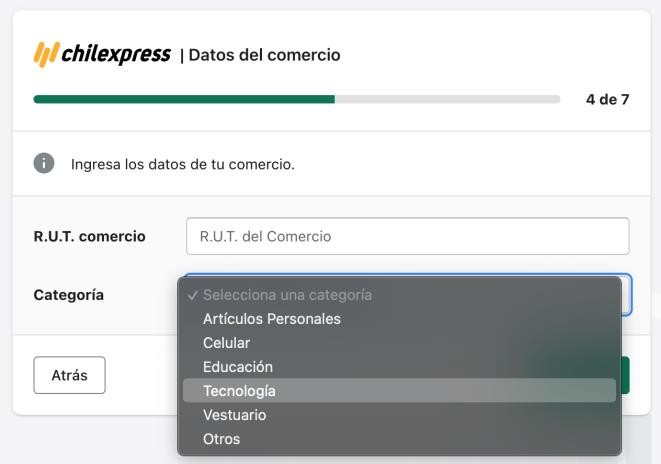 chilexpress | Datos del comercio
4 de 7
Ingresa los datos de tu comercio.
R.U.T. comercio R.U.T. del Comercio
Categoría ✓ Selecciona una categoría
Artículos Personales
Celular
Educación
Tecnología
Vestuario
Otros
Atrás